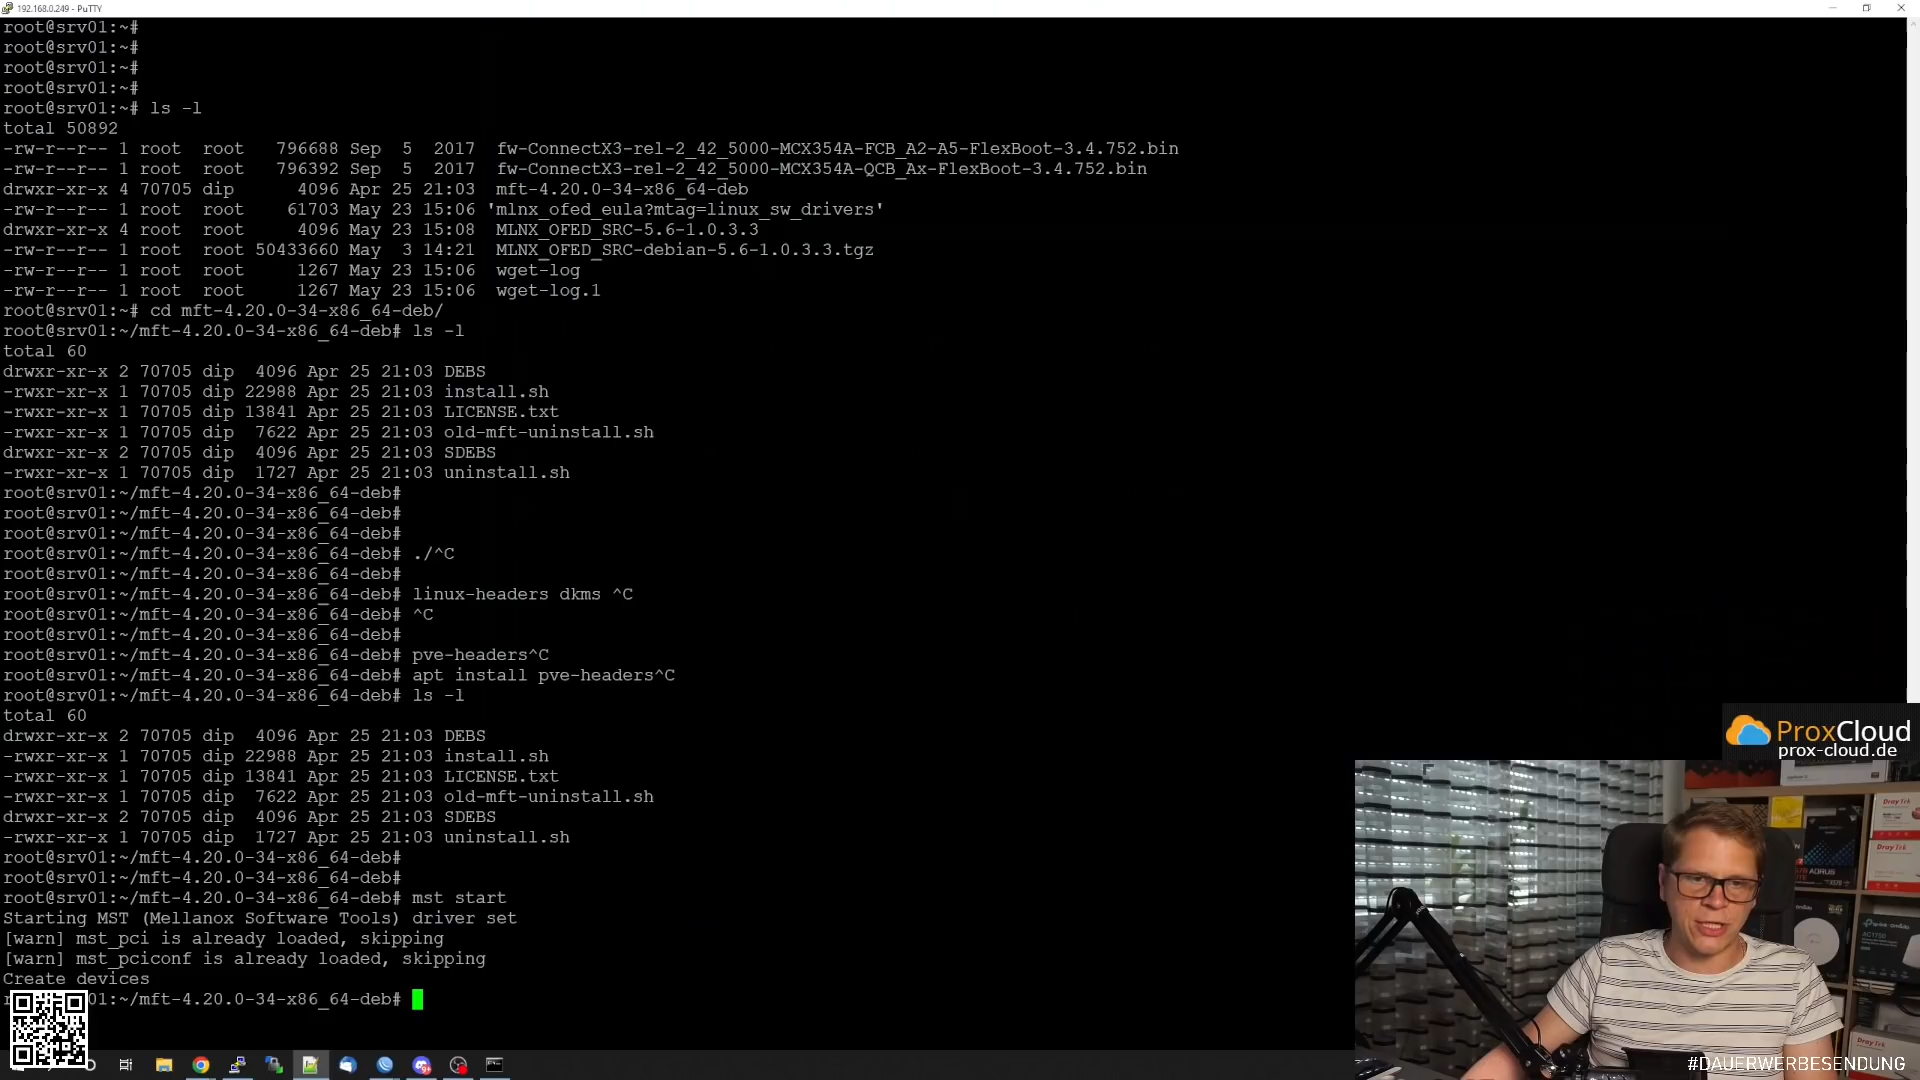 192.168.0.249 - PuTTY
root@srv01:~#
root@srv01:~#
root@srv01:~#
root@srv01:~#
root@srv01:~# ls -l
total 50892
-rw-r--r-- 1 root  root   796688 Sep  5  2017  fw-ConnectX3-rel-2_42_5000-MCX354A-FCB_A2-A5-FlexBoot-3.4.752.bin
-rw-r--r-- 1 root  root   796392 Sep  5  2017  fw-ConnectX3-rel-2_42_5000-MCX354A-QCB_Ax-FlexBoot-3.4.752.bin
drwxr-xr-x 4 70705 dip      4096 Apr 25 21:03  mft-4.20.0-34-x86_64-deb
-rw-r--r-- 1 root  root    61703 May 23 15:06 'mlnx_ofed_eula?mtag=linux_sw_drivers'
drwxr-xr-x 4 root  root     4096 May 23 15:08  MLNX_OFED_SRC-5.6-1.0.3.3
-rw-r--r-- 1 root  root 50433660 May  3 14:21  MLNX_OFED_SRC-debian-5.6-1.0.3.3.tgz
-rw-r--r-- 1 root  root     1267 May 23 15:06  wget-log
-rw-r--r-- 1 root  root     1267 May 23 15:06  wget-log.1
root@srv01:~# cd mft-4.20.0-34-x86_64-deb/
root@srv01:~/mft-4.20.0-34-x86_64-deb# ls -l
total 60
drwxr-xr-x 2 70705 dip  4096 Apr 25 21:03 DEBS
-rwxr-xr-x 1 70705 dip 22988 Apr 25 21:03 install.sh
-rwxr-xr-x 1 70705 dip 13841 Apr 25 21:03 LICENSE.txt
-rwxr-xr-x 1 70705 dip  7622 Apr 25 21:03 old-mft-uninstall.sh
drwxr-xr-x 2 70705 dip  4096 Apr 25 21:03 SDEBS
-rwxr-xr-x 1 70705 dip  1727 Apr 25 21:03 uninstall.sh
root@srv01:~/mft-4.20.0-34-x86_64-deb#
root@srv01:~/mft-4.20.0-34-x86_64-deb#
root@srv01:~/mft-4.20.0-34-x86_64-deb#
root@srv01:~/mft-4.20.0-34-x86_64-deb# ./^C
root@srv01:~/mft-4.20.0-34-x86_64-deb#
root@srv01:~/mft-4.20.0-34-x86_64-deb# linux-headers dkms ^C
root@srv01:~/mft-4.20.0-34-x86_64-deb# ^C
root@srv01:~/mft-4.20.0-34-x86_64-deb#
root@srv01:~/mft-4.20.0-34-x86_64-deb# pve-headers^C
root@srv01:~/mft-4.20.0-34-x86_64-deb# apt install pve-headers^C
root@srv01:~/mft-4.20.0-34-x86_64-deb# ls -l
total 60
drwxr-xr-x 2 70705 dip  4096 Apr 25 21:03 DEBS
-rwxr-xr-x 1 70705 dip 22988 Apr 25 21:03 install.sh
-rwxr-xr-x 1 70705 dip 13841 Apr 25 21:03 LICENSE.txt
-rwxr-xr-x 1 70705 dip  7622 Apr 25 21:03 old-mft-uninstall.sh
drwxr-xr-x 2 70705 dip  4096 Apr 25 21:03 SDEBS
-rwxr-xr-x 1 70705 dip  1727 Apr 25 21:03 uninstall.sh
root@srv01:~/mft-4.20.0-34-x86_64-deb#
root@srv01:~/mft-4.20.0-34-x86_64-deb#
root@srv01:~/mft-4.20.0-34-x86_64-deb# mst start
Starting MST (Mellanox Software Tools) driver set
[warn] mst_pci is already loaded, skipping
[warn] mst_pciconf is already loaded, skipping
Create devices
01:~/mft-4.20.0-34-x86_64-deb#
ProxCloud
prox-cloud.de
DrayTek
AORUS
DrayTek
tp-link
AC1750
#DAUERWERBESENDUNG